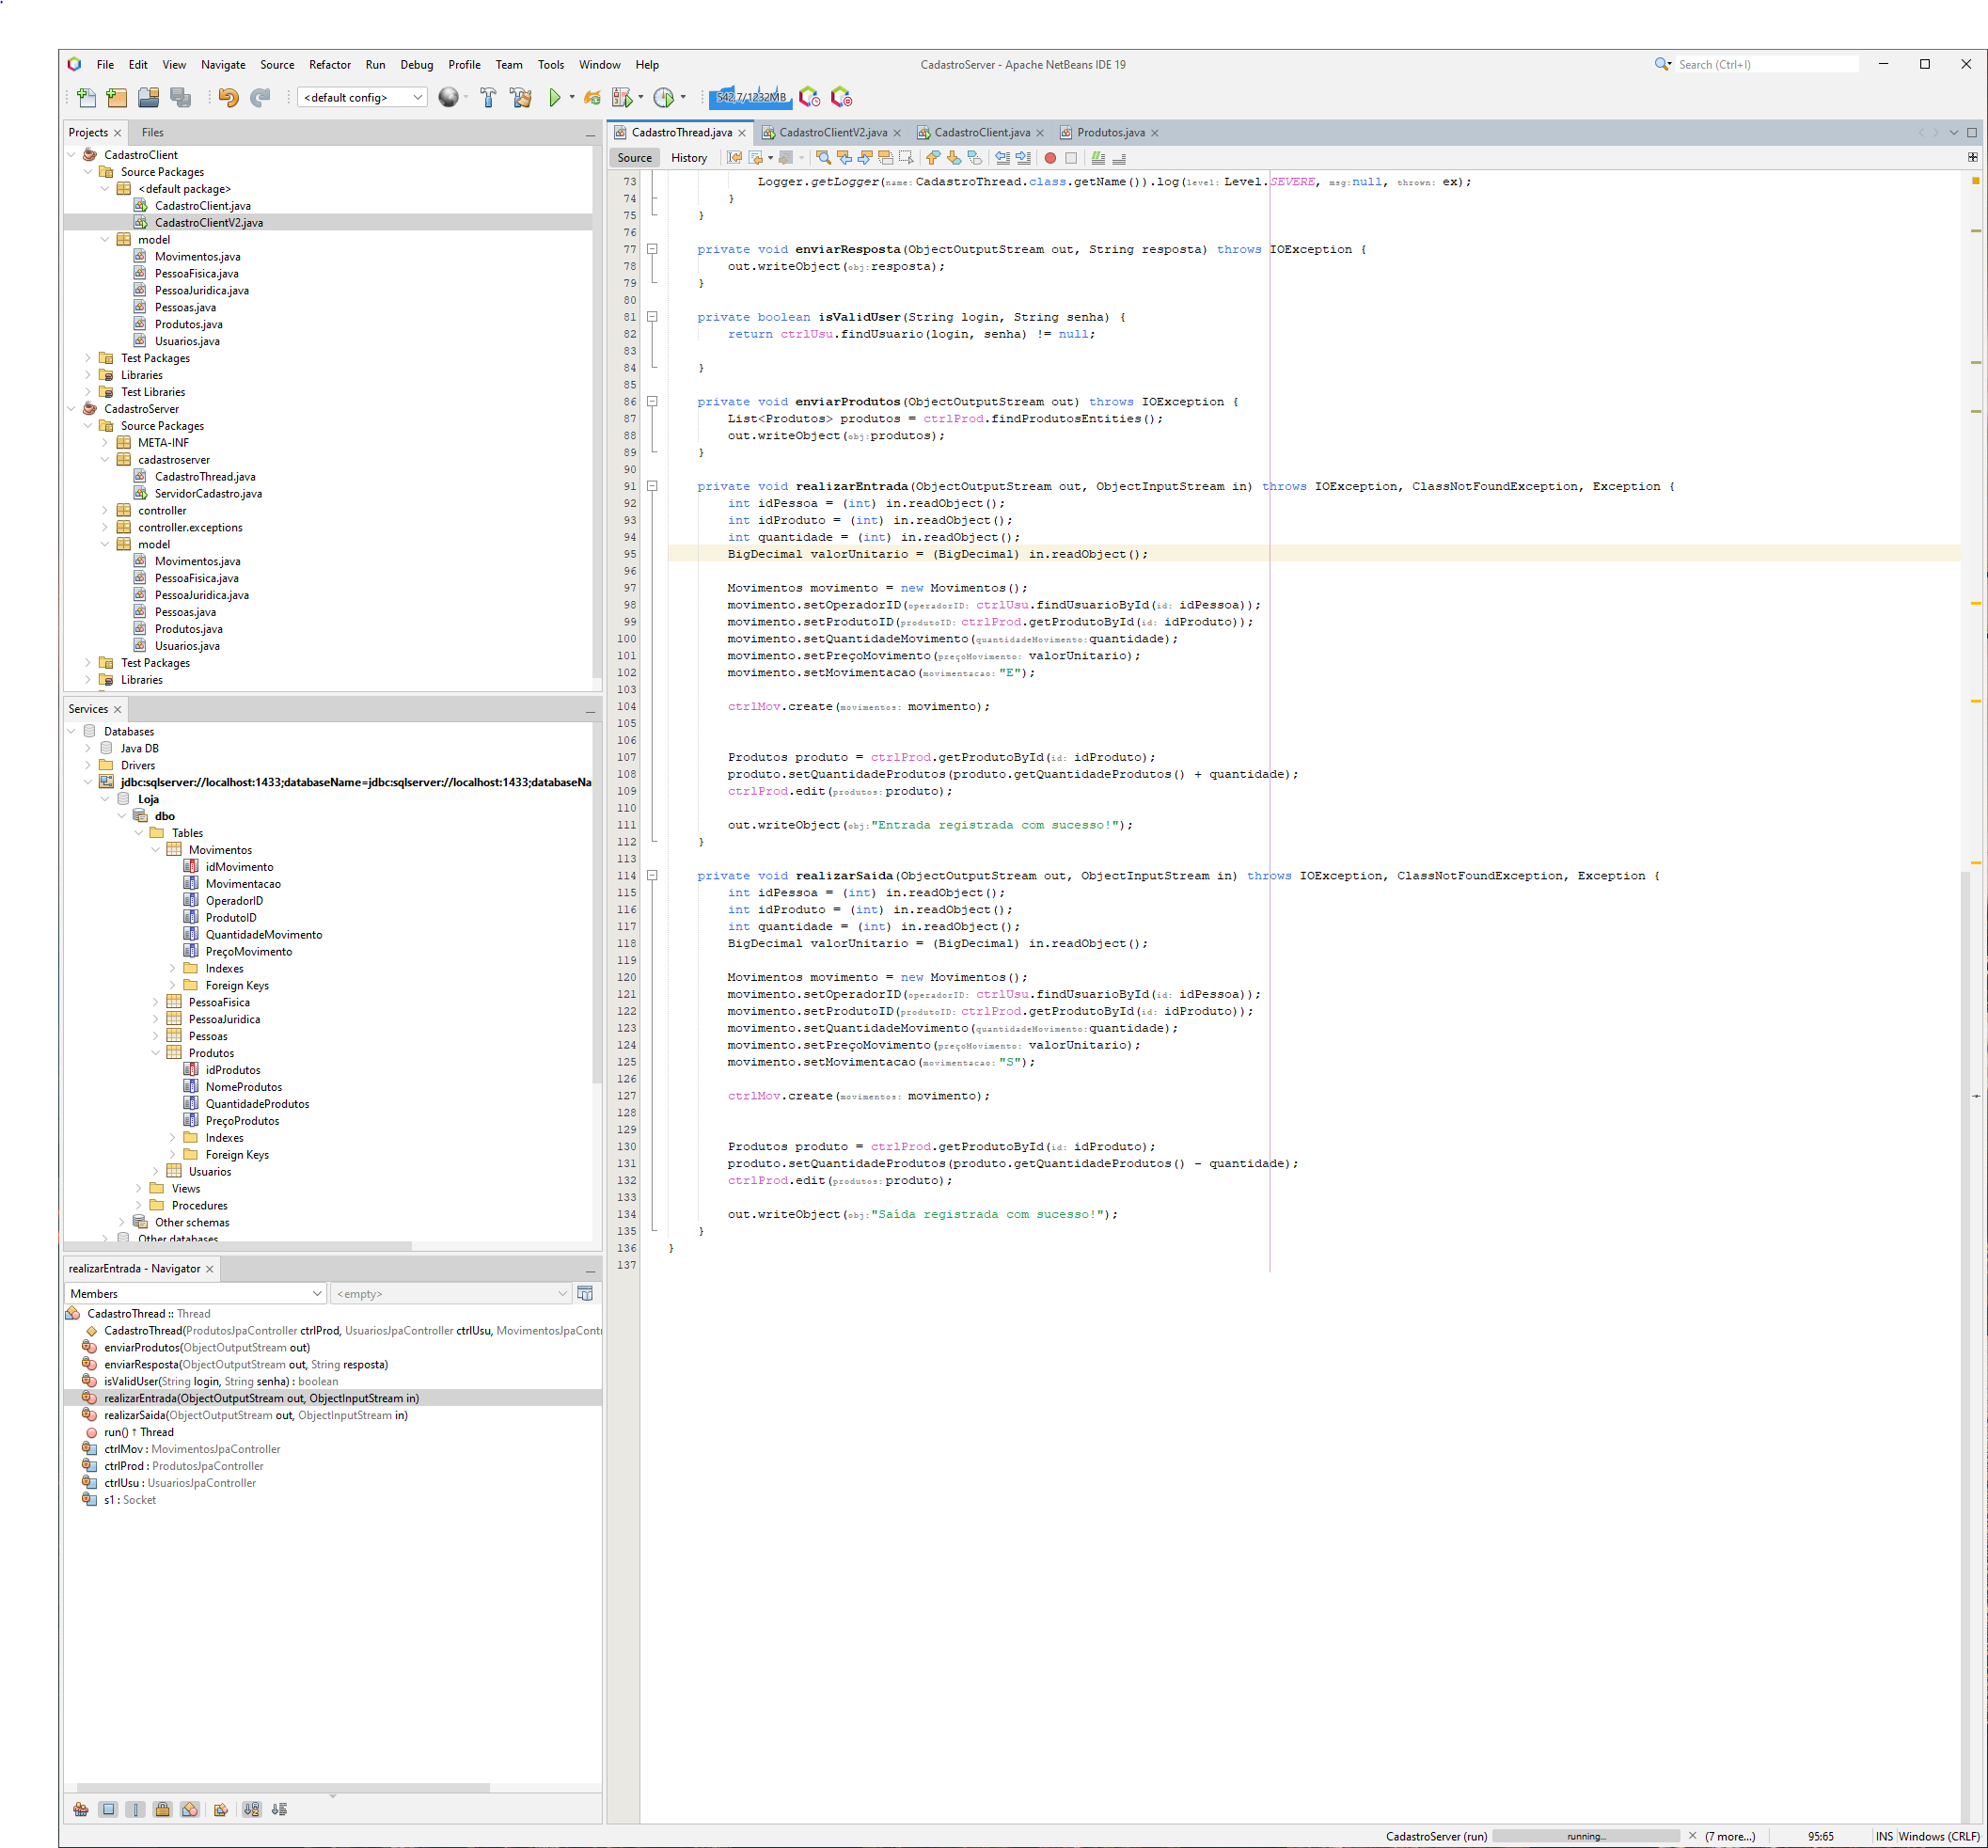 File Edit View Navigate Source Refactor Run Debug Profile Team Tools Window Help
CadastroServer - Apache NetBeans IDE 19
Search (Ctrl+I)
<default config>
542,7/1232MB
Projects Files
CadastroClient
Source Packages
<default package>
CadastroClient.java
CadastroClientV2.java
model
Movimentos.java
PessoaFisica.java
PessoaJuridica.java
Pessoas.java
Produtos.java
Usuarios.java
Test Packages
Libraries
Test Libraries
CadastroServer
Source Packages
META-INF
cadastroserver
CadastroThread.java
ServidorCadastro.java
controller
controller.exceptions
model
Movimentos.java
PessoaFisica.java
PessoaJuridica.java
Pessoas.java
Produtos.java
Usuarios.java
Test Packages
Libraries
Services
Databases
Java DB
Drivers
jdbc:sqlserver://localhost:1433;databaseName=jdbc:sqlserver://localhost:1433;databaseNa
Loja
dbo
Tables
Movimentos
idMovimento
Movimentacao
OperadorID
ProdutoID
QuantidadeMovimento
PreçoMovimento
Indexes
Foreign Keys
PessoaFisica
PessoaJuridica
Pessoas
Produtos
idProdutos
NomeProdutos
QuantidadeProdutos
PreçoProdutos
Indexes
Foreign Keys
Usuarios
Views
Procedures
Other schemas
Other databases
realizarEntrada - Navigator
Members <empty>
CadastroThread :: Thread
CadastroThread(ProdutosJpaController ctrlProd, UsuariosJpaController ctrlUsu, MovimentosJpaContr
enviarProdutos(ObjectOutputStream out)
enviarResposta(ObjectOutputStream out, String resposta)
isValidUser(String login, String senha) : boolean
realizarEntrada(ObjectOutputStream out, ObjectInputStream in)
realizarSaida(ObjectOutputStream out, ObjectInputStream in)
run() ↑ Thread
ctrlMov : MovimentosJpaController
ctrlProd : ProdutosJpaController
ctrlUsu : UsuariosJpaController
s1 : Socket
CadastroThread.java CadastroClientV2.java CadastroClient.java Produtos.java
Source History
73 Logger.getLogger(name: CadastroThread.class.getName()).log(level: Level.SEVERE, msg: null, thrown: ex);
74 }
75 }
76
77 private void enviarResposta(ObjectOutputStream out, String resposta) throws IOException {
78 out.writeObject(obj: resposta);
79 }
80
81 private boolean isValidUser(String login, String senha) {
82 return ctrlUsu.findUsuario(login, senha) != null;
83
84 }
85
86 private void enviarProdutos(ObjectOutputStream out) throws IOException {
87 List<Produtos> produtos = ctrlProd.findProdutosEntities();
88 out.writeObject(obj: produtos);
89 }
90
91 private void realizarEntrada(ObjectOutputStream out, ObjectInputStream in) throws IOException, ClassNotFoundException, Exception {
92 int idPessoa = (int) in.readObject();
93 int idProduto = (int) in.readObject();
94 int quantidade = (int) in.readObject();
95 BigDecimal valorUnitario = (BigDecimal) in.readObject();
96
97 Movimentos movimento = new Movimentos();
98 movimento.setOperadorID(operadorID: ctrlUsu.findUsuarioById(id: idPessoa));
99 movimento.setProdutoID(produtoID: ctrlProd.getProdutoById(id: idProduto));
100 movimento.setQuantidadeMovimento(quantidadeMovimento: quantidade);
101 movimento.setPreçoMovimento(preçoMovimento: valorUnitario);
102 movimento.setMovimentacao(movimentacao: "E");
103
104 ctrlMov.create(movimentos: movimento);
105
106
107 Produtos produto = ctrlProd.getProdutoById(id: idProduto);
108 produto.setQuantidadeProdutos(produto.getQuantidadeProdutos() + quantidade);
109 ctrlProd.edit(produtos: produto);
110
111 out.writeObject(obj: "Entrada registrada com sucesso!");
112 }
113
114 private void realizarSaida(ObjectOutputStream out, ObjectInputStream in) throws IOException, ClassNotFoundException, Exception {
115 int idPessoa = (int) in.readObject();
116 int idProduto = (int) in.readObject();
117 int quantidade = (int) in.readObject();
118 BigDecimal valorUnitario = (BigDecimal) in.readObject();
119
120 Movimentos movimento = new Movimentos();
121 movimento.setOperadorID(operadorID: ctrlUsu.findUsuarioById(id: idPessoa));
122 movimento.setProdutoID(produtoID: ctrlProd.getProdutoById(id: idProduto));
123 movimento.setQuantidadeMovimento(quantidadeMovimento: quantidade);
124 movimento.setPreçoMovimento(preçoMovimento: valorUnitario);
125 movimento.setMovimentacao(movimentacao: "S");
126
127 ctrlMov.create(movimentos: movimento);
128
129
130 Produtos produto = ctrlProd.getProdutoById(id: idProduto);
131 produto.setQuantidadeProdutos(produto.getQuantidadeProdutos() - quantidade);
132 ctrlProd.edit(produtos: produto);
133
134 out.writeObject(obj: "Saída registrada com sucesso!");
135 }
136 }
137
CadastroServer (run) running... (7 more...) 95:65 INS Windows (CRLF)